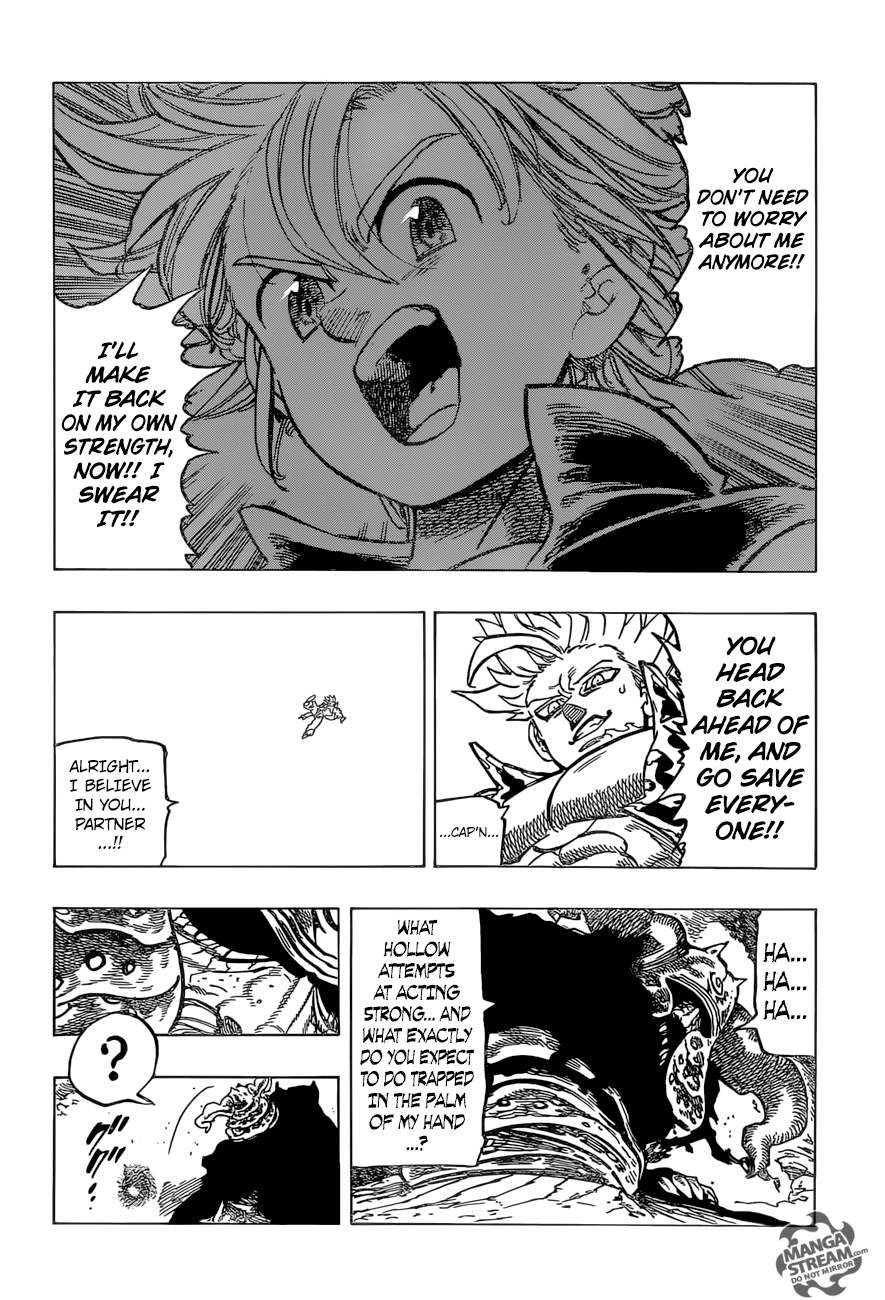 YOU
DON'T NEED
TO WORRY
ABOUT ME
ANYMORE!!
I'LL
MAKE
IT BACK
ON MY OWN
STRENGTH,
NOW!! I
SWEAR
IT!!
YOU
HEAD
BACK
AHEAD OF
ME, AND
GO SAVE
EVERY-
ONE!!
...CAP'N...
ALRIGHT...
I BELIEVE
IN YOU...
PARTNER
...!!
HA...
HA...
HA...
WHAT
HOLLOW
ATTEMPTS
AT ACTING
STRONG... AND
WHAT EXACTLY
DO YOU EXPECT
TO DO TRAPPED
IN THE PALM
OF MY HAND
...?
?
ググ…
MANGA
STREAM.com
DO NOT MIRROR